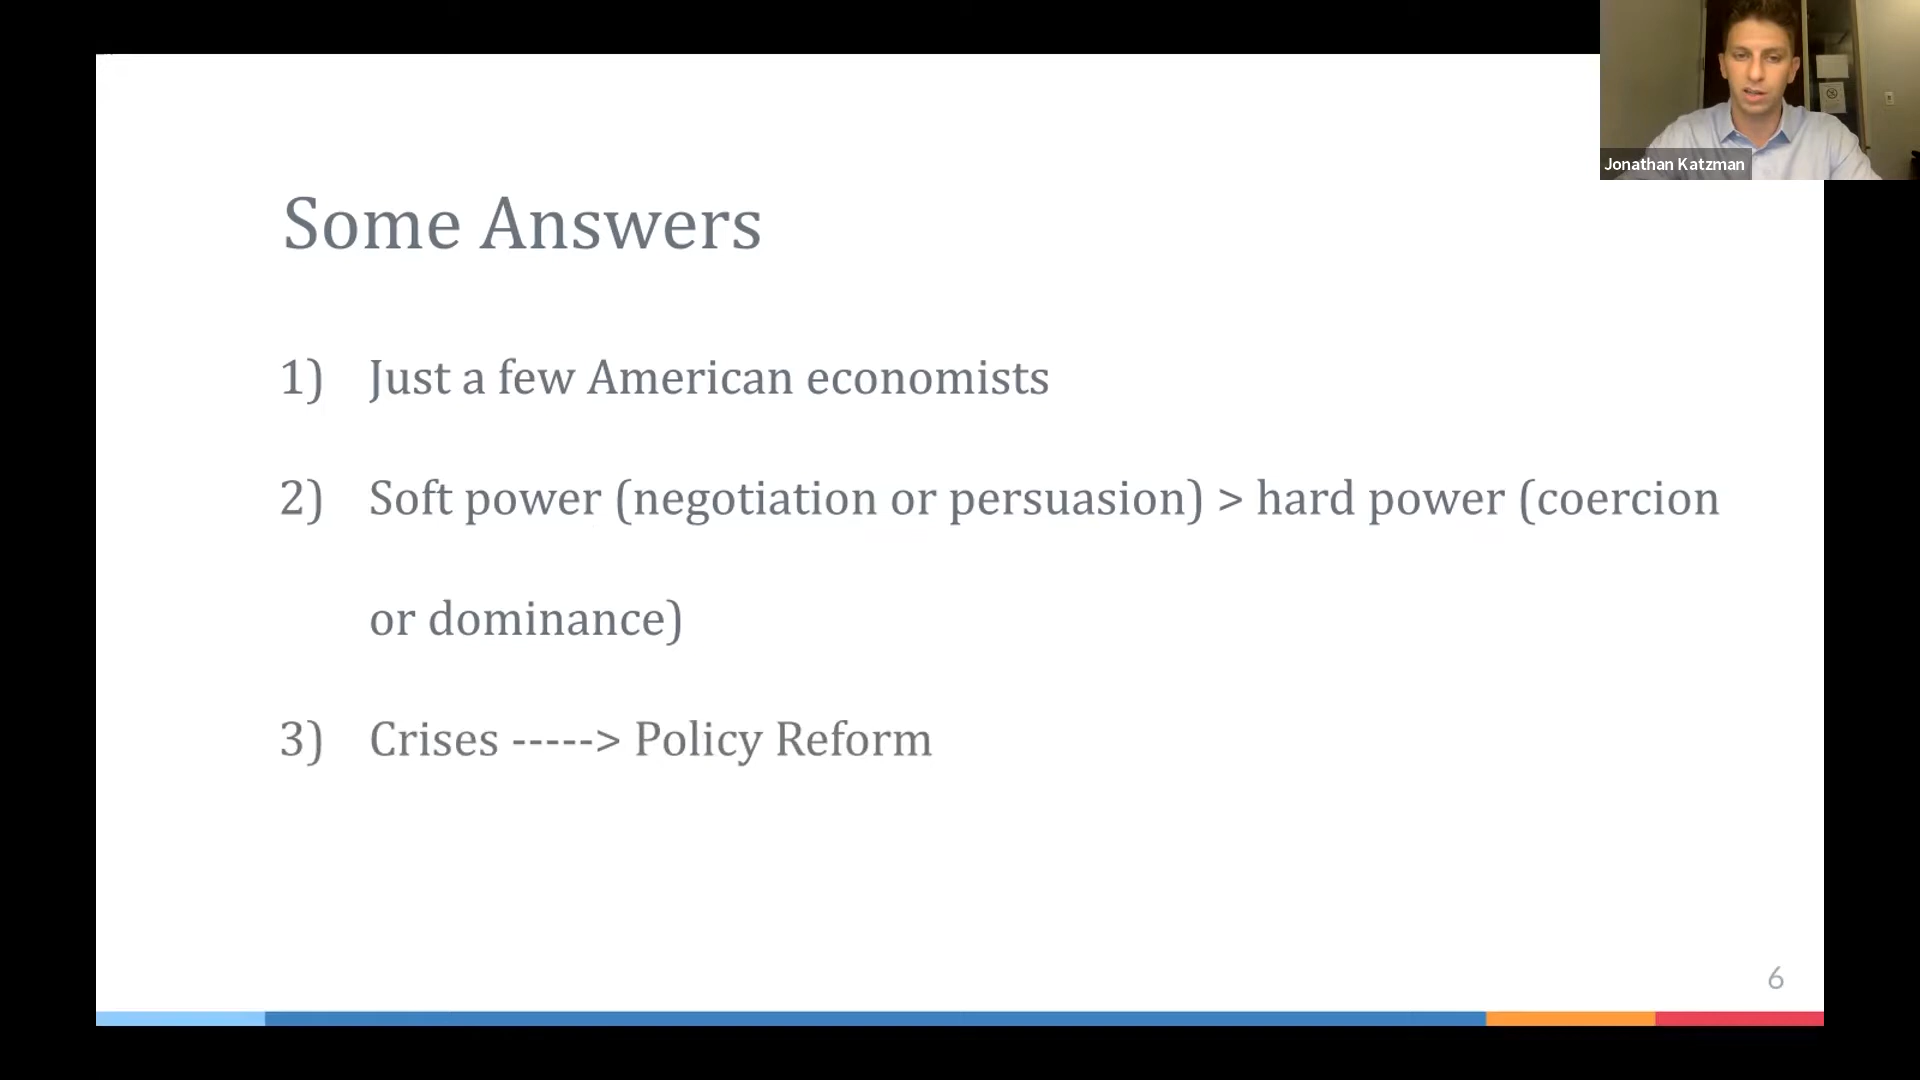 Jonathan Katzman
Some Answers
1) Just a few American economists
2) Soft power (negotiation or persuasion) > hard power (coercion
or dominance)
3) Crises -----> Policy Reform
6